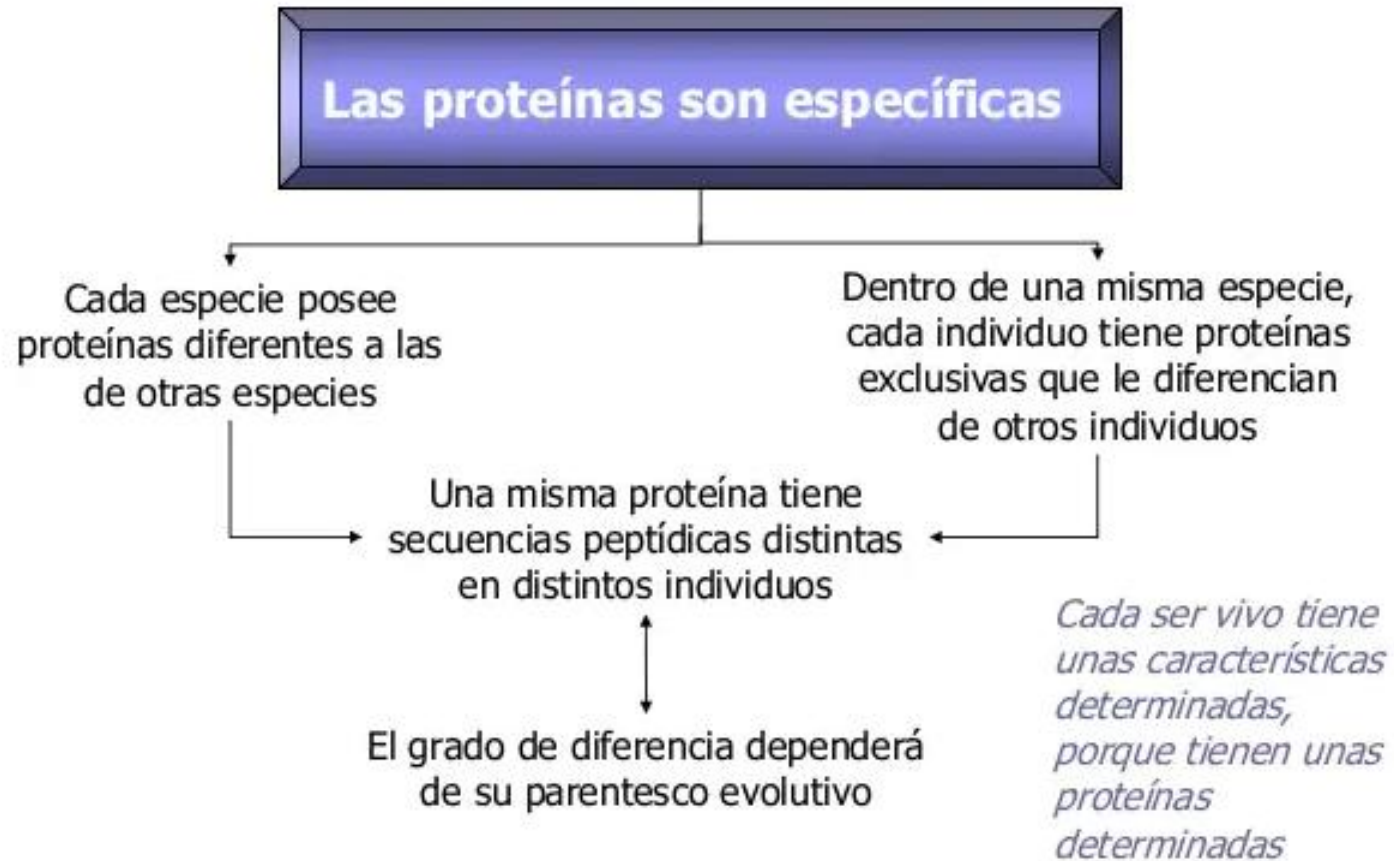 Las proteínas son específicas
Cada especie posee
proteínas diferentes a las
de otras especies
Dentro de una misma especie,
cada individuo tiene proteínas
exclusivas que le diferencian
de otros individuos
Una misma proteína tiene
secuencias peptídicas distintas
en distintos individuos
El grado de diferencia dependerá
de su parentesco evolutivo
Cada ser vivo tiene
unas características
determinadas,
porque tienen unas
proteínas
determinadas